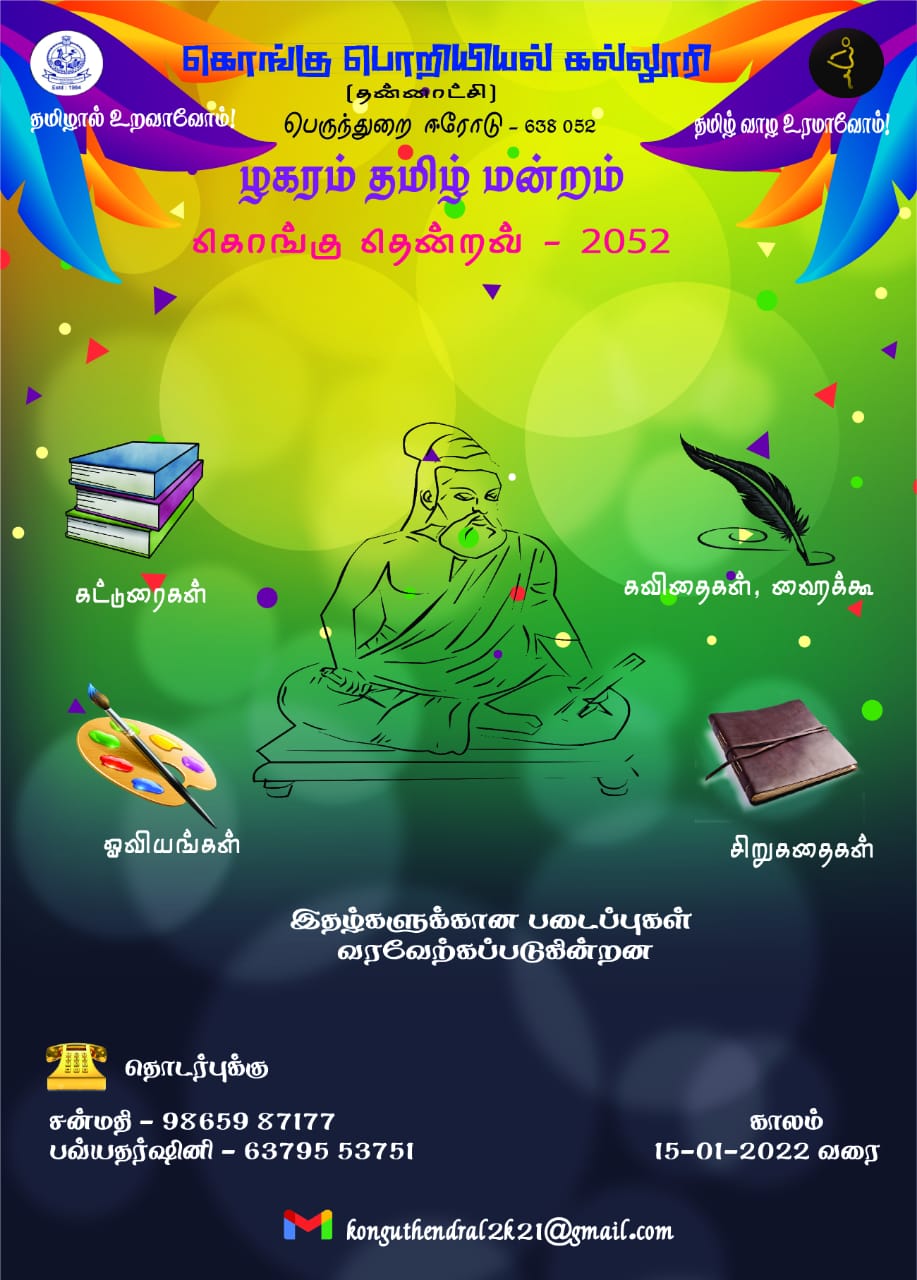 கொங்கு பொறியியல் கல்லூரி
(தன்னாட்சி)
பெருந்துறை ஈரோடு - 638 052
Estd : 1984
தமிழால் உறவாவோம்!
தமிழ் வாழ உரமாவோம்!
ழகரம் தமிழ் மன்றம்
கொங்கு தென்றல் - 2052
கட்டுரைகள்
கவிதைகள், ஹைக்கூ
ஓவியங்கள்
சிறுகதைகள்
இதழ்களுக்கான படைப்புகள்
வரவேற்கப்படுகின்றன
தொடர்புக்கு
சன்மதி - 98659 87177
பவ்யதர்ஷினி - 63795 53751
காலம்
15-01-2022 வரை
konguthendral2k21@gmail.com